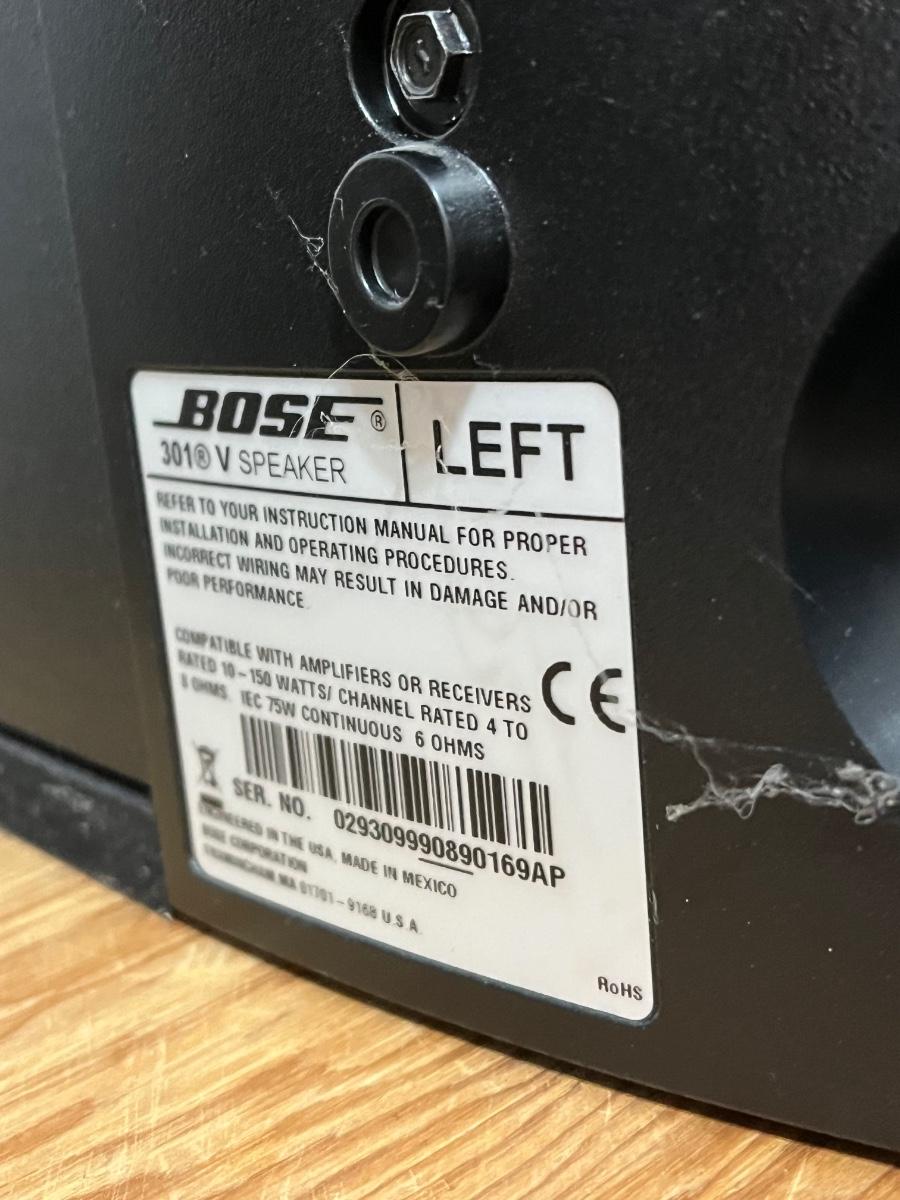 BOSE®
301® V SPEAKER
LEFT
REFER TO YOUR INSTRUCTION MANUAL FOR PROPER
INSTALLATION AND OPERATING PROCEDURES.
INCORRECT WIRING MAY RESULT IN DAMAGE AND/OR
POOR PERFORMANCE.
COMPATIBLE WITH AMPLIFIERS OR RECEIVERS
RATED 10-150 WATTS/ CHANNEL RATED 4 TO
8 OHMS. IEC 75W CONTINUOUS 6 OHMS
CE
SER. NO. 029309990890169AP
ENGINEERED IN THE USA, MADE IN MEXICO
BOSE CORPORATION
FRAMINGHAM, MA 01701-9168 U.S.A.
RoHS